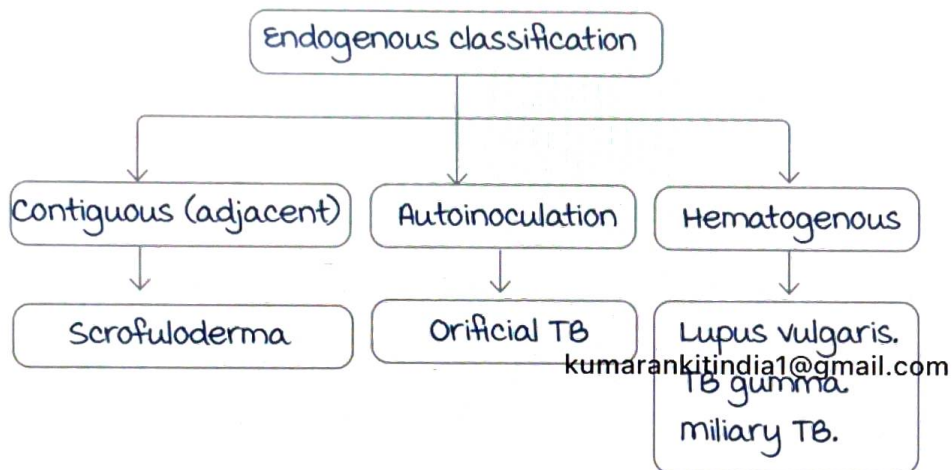 Endogenous classification
Contiguous (adjacent)
Autoinoculation
Hematogenous
Scrofuloderma
Orificial TB
Lupus vulgaris.
kumarankitindia1@gmail.com
TB gumma.
miliary TB.